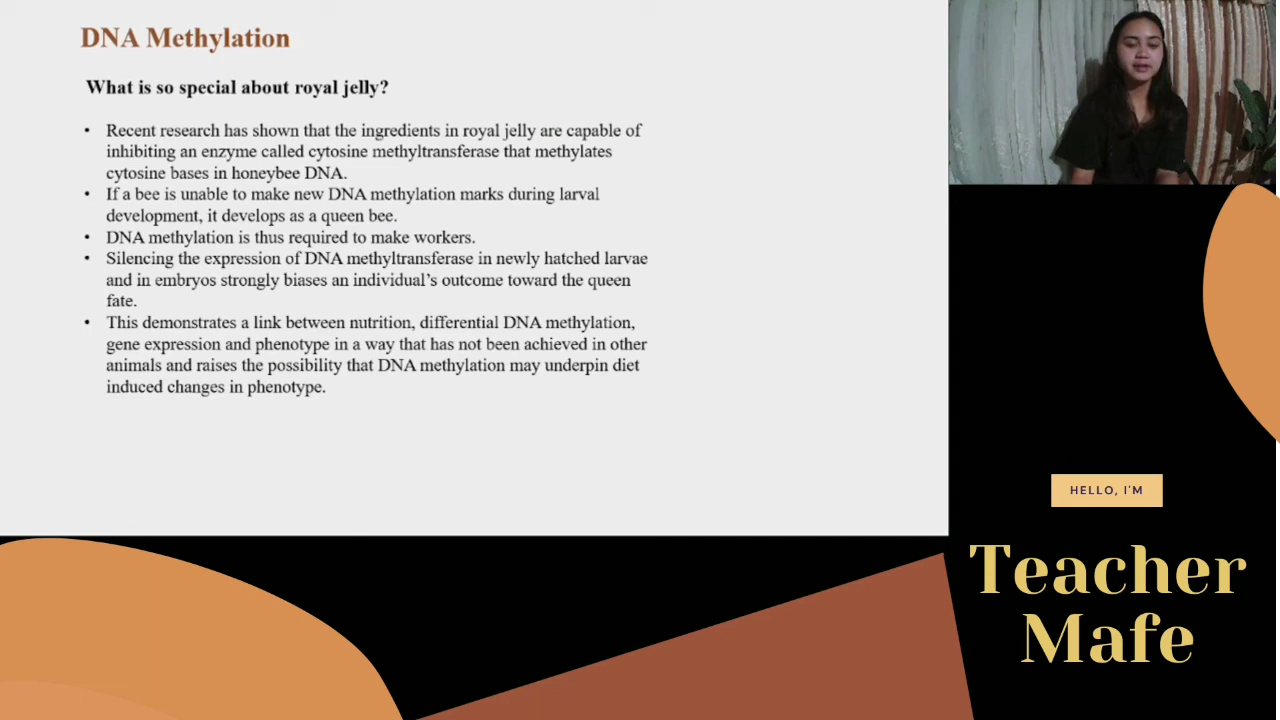 DNA Methylation
What is so special about royal jelly?
• Recent research has shown that the ingredients in royal jelly are capable of
inhibiting an enzyme called cytosine methyltransferase that methylates
cytosine bases in honeybee DNA.
• If a bee is unable to make new DNA methylation marks during larval
development, it develops as a queen bee.
• DNA methylation is thus required to make workers.
• Silencing the expression of DNA methyltransferase in newly hatched larvae
and in embryos strongly biases an individual's outcome toward the queen
fate.
• This demonstrates a link between nutrition, differential DNA methylation,
gene expression and phenotype in a way that has not been achieved in other
animals and raises the possibility that DNA methylation may underpin diet
induced changes in phenotype.
HELLO, I'M
Teacher
Mafe